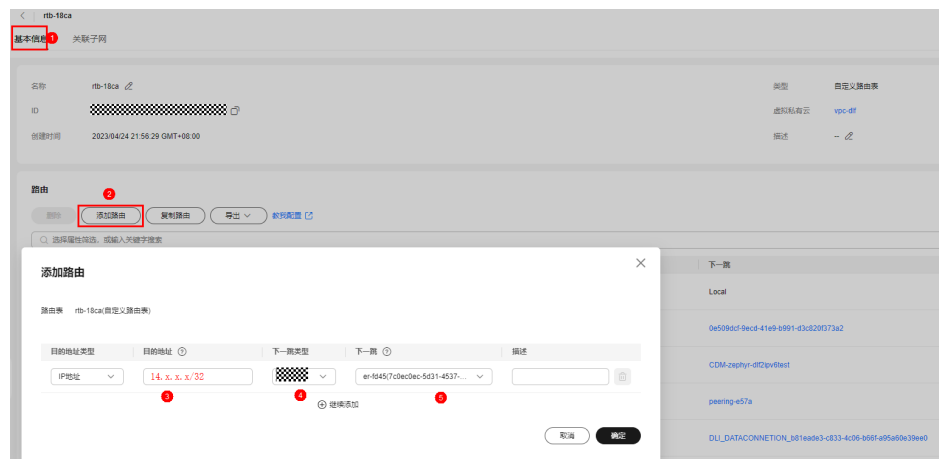 rtb-18ca
基本信息 1 关联子网
名称 rtb-18ca 类型 自定义路由表
ID 虚拟私有云 vpc-dlf
创建时间 2023/04/24 21:56:29 GMT+08:00 描述 --
路由
2
删除 添加路由 复制路由 导出 教我配置
选择属性筛选，或输入关键字搜索
下一跳
添加路由
Local
路由表 rtb-18ca(自定义路由表)
0e509dcf-9ecd-41e9-b991-d3c820f373a2
目的地址类型 目的地址 下一跳类型 下一跳 描述
CDM-zephyr-dlf2ipv6test
IP地址 14.x.x.x/32 er-fd45(7c0ec0ec-5d31-4537-...
3 4 5
继续添加
peering-e57a
取消 确定
DLI_DATACONNETION_b81eade3-c833-4c06-b66f-a95a60e39ee0